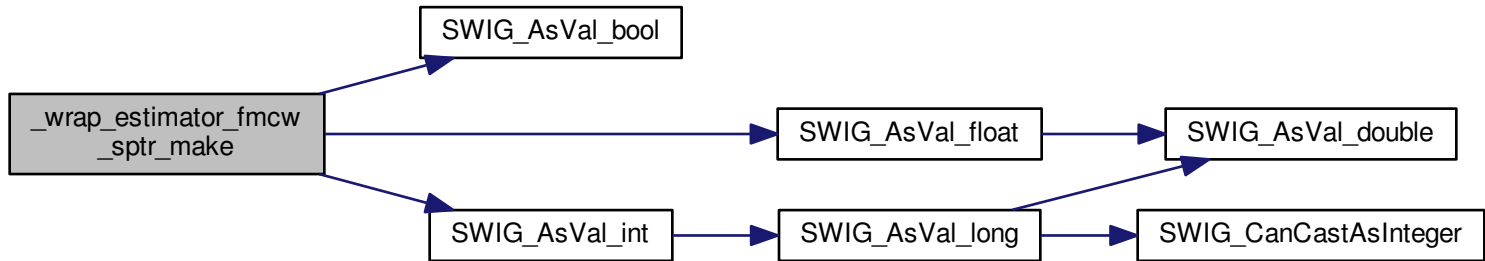 SWIG_AsVal_bool
_wrap_estimator_fmcw
_sptr_make
SWIG_AsVal_float
SWIG_AsVal_double
SWIG_AsVal_int
SWIG_AsVal_long
SWIG_CanCastAsInteger